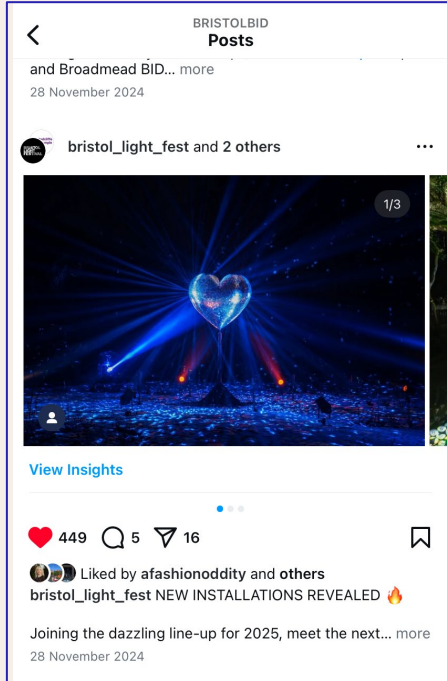 BRISTOLBID
Posts
and Broadmead BID... more
28 November 2024
bristol_light_fest and 2 others
1/3
View Insights
449 5 16
Liked by afashionoddity and others
bristol_light_fest NEW INSTALLATIONS REVEALED 🔥
Joining the dazzling line-up for 2025, meet the next... more
28 November 2024